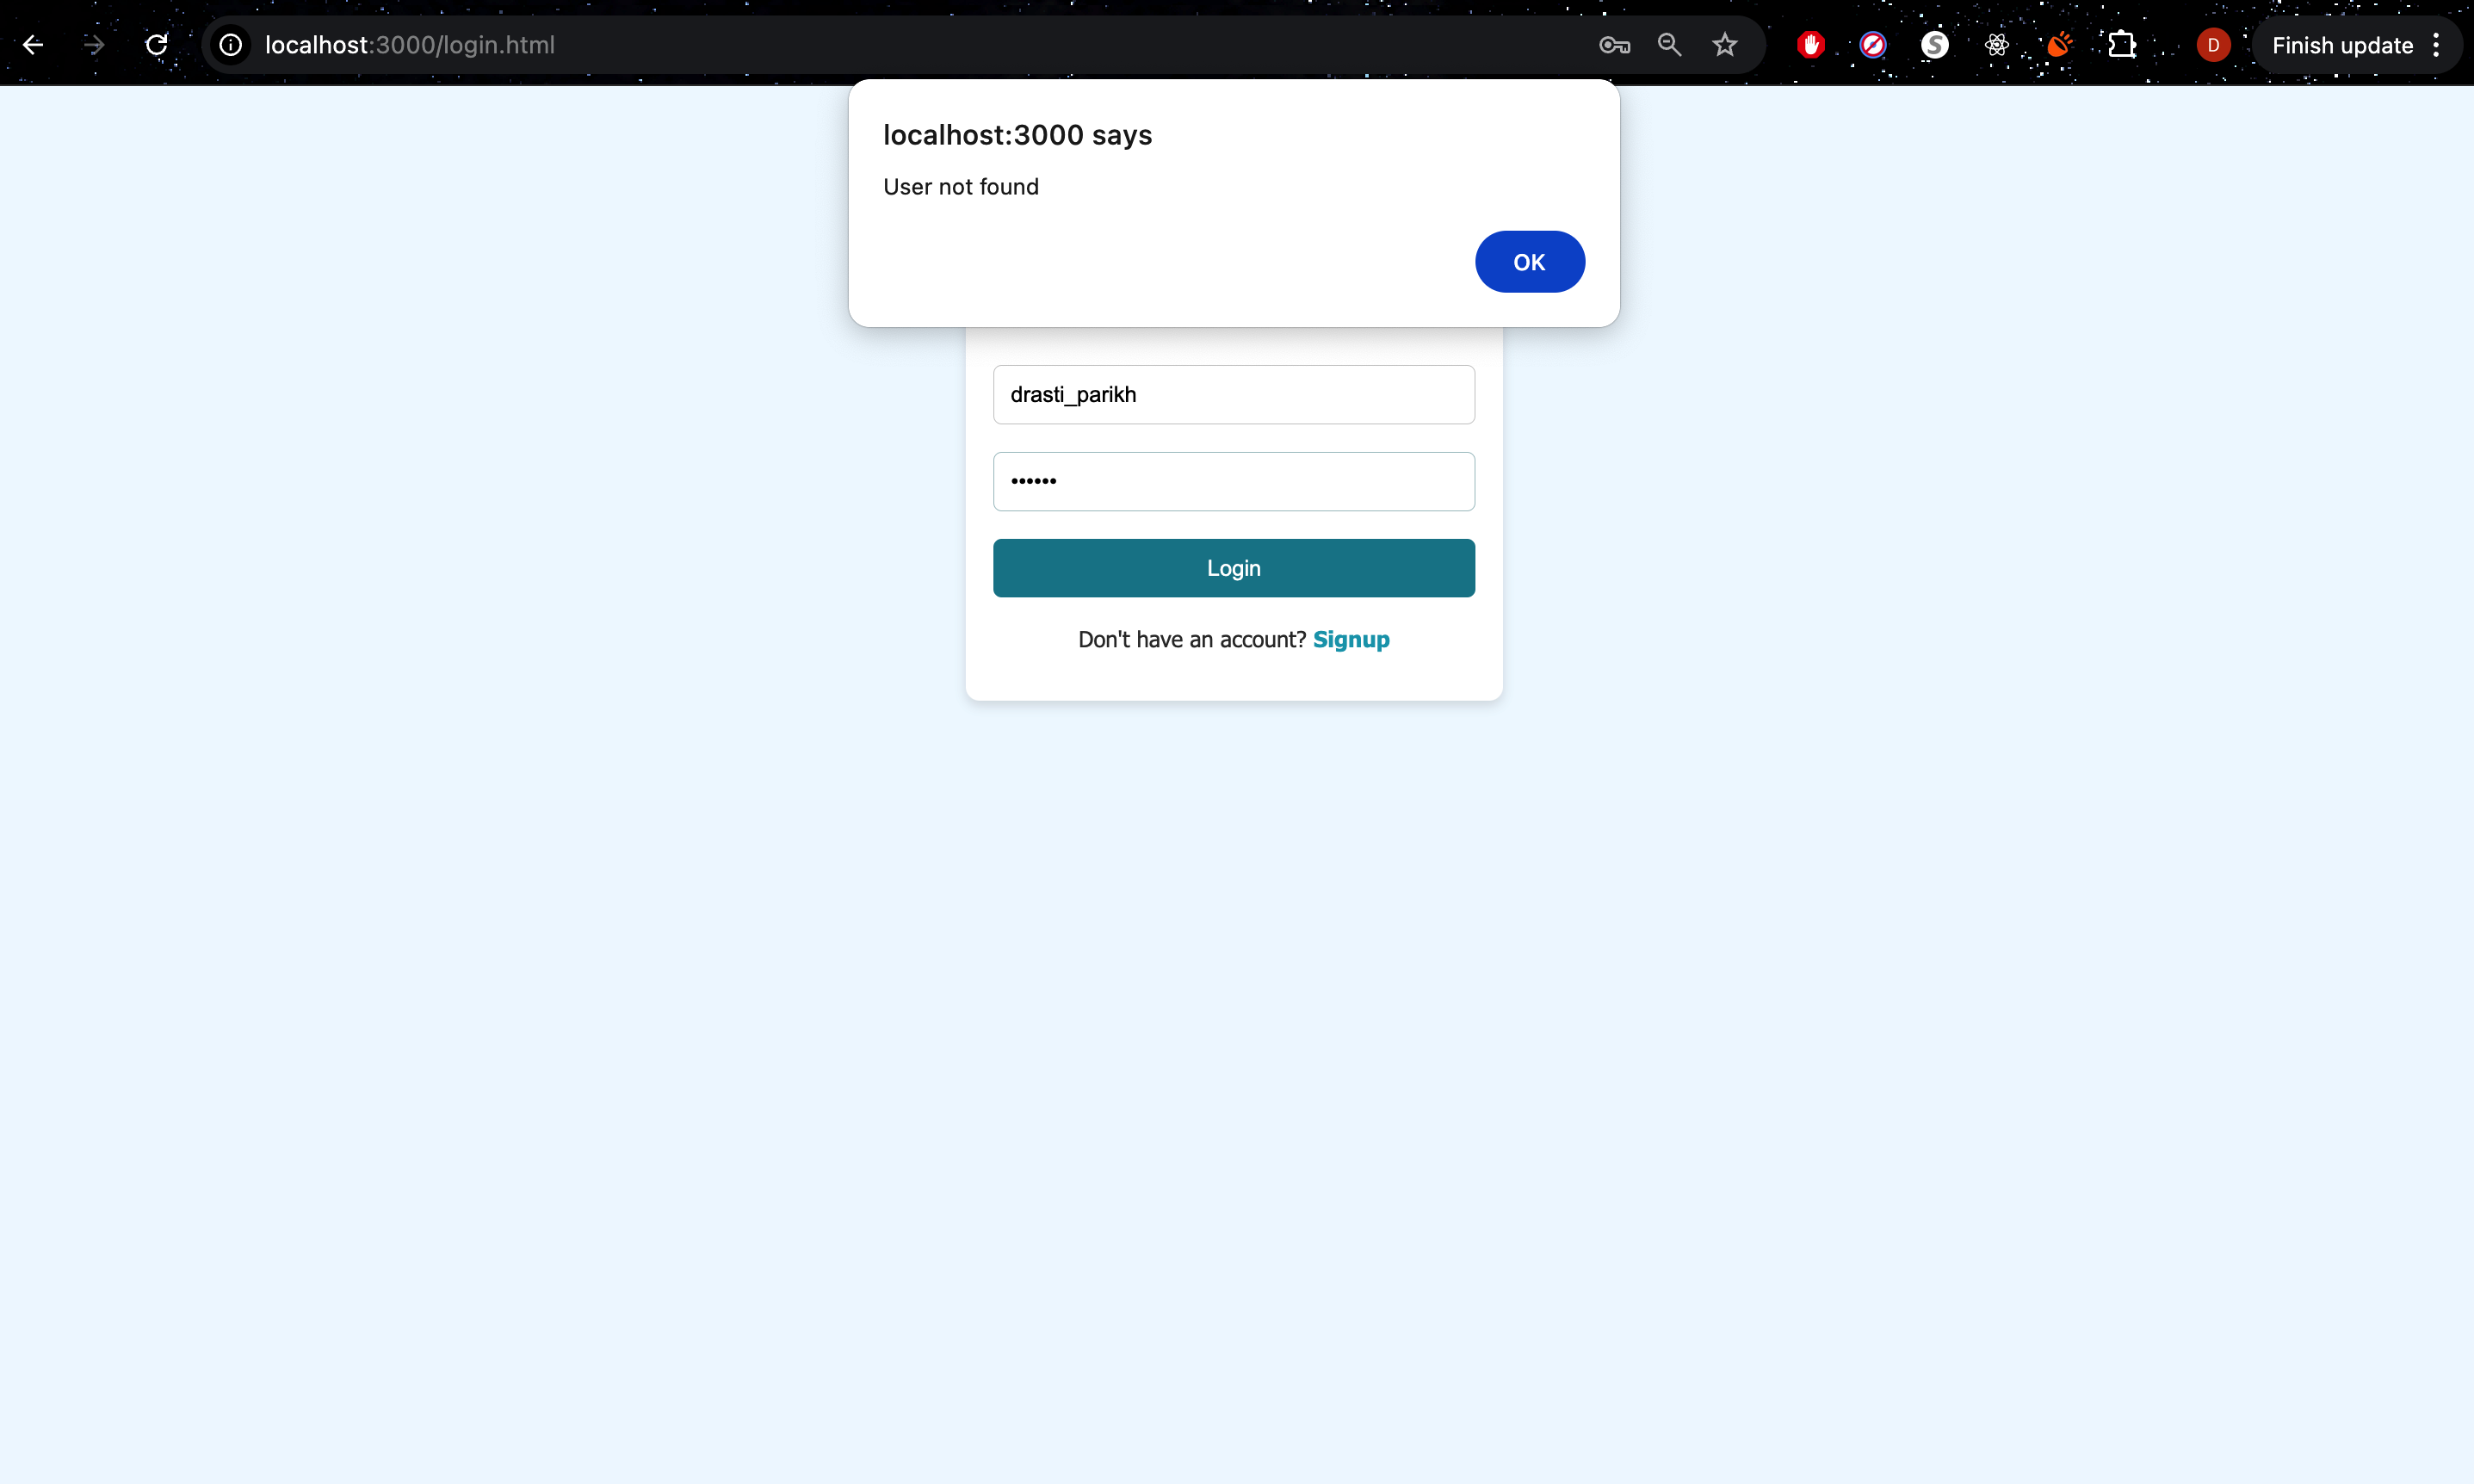 localhost:3000/login.html
D
Finish update
localhost:3000 says
User not found
OK
drasti_parikh
••••••
Login
Don't have an account? Signup